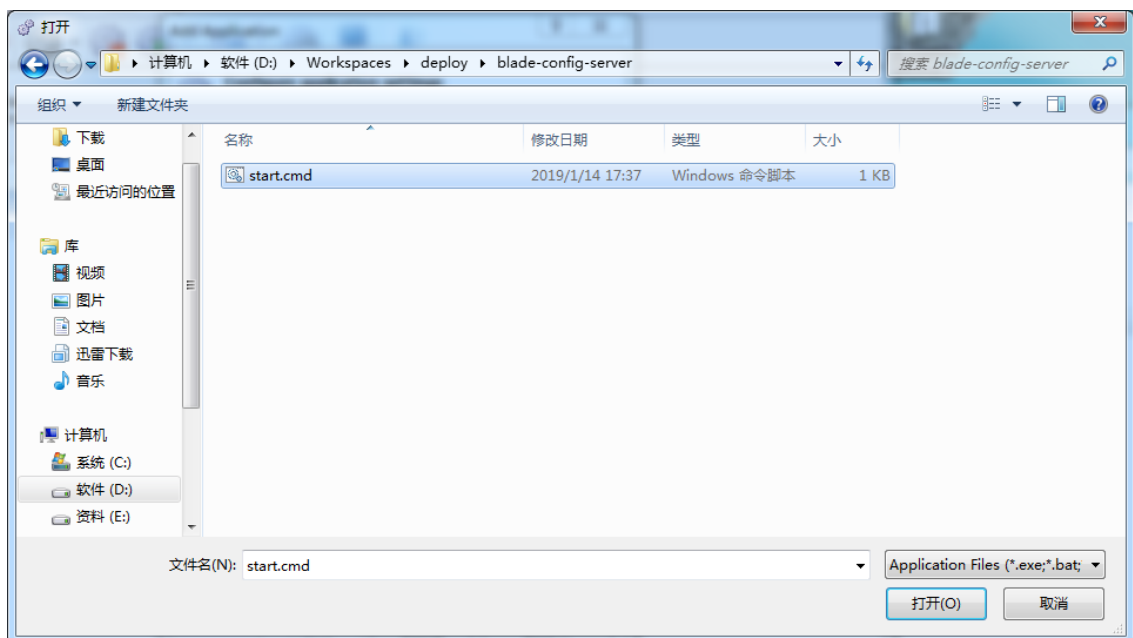 打开
计算机 软件 (D:) Workspaces deploy blade-config-server
搜索 blade-config-server
组织 新建文件夹
名称 修改日期 类型 大小
start.cmd 2019/1/14 17:37 Windows 命令脚本 1 KB
下载
桌面
最近访问的位置
库
视频
图片
文档
迅雷下载
音乐
计算机
系统 (C:)
软件 (D:)
资料 (E:)
文件名(N): start.cmd
Application Files (*.exe;*.bat;
打开(O) 取消